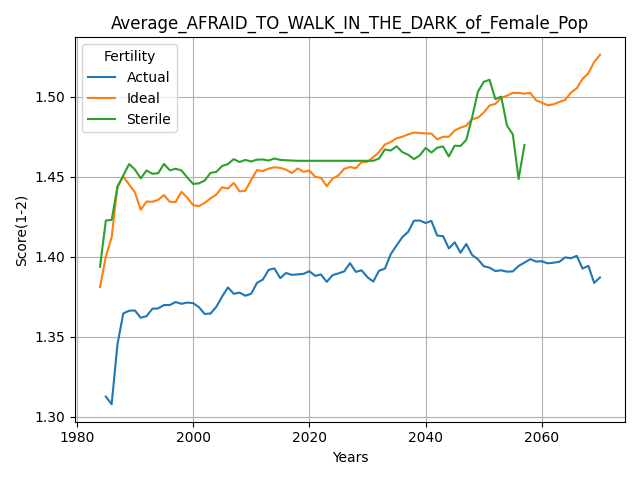 Average_AFRAID_TO_WALK_IN_THE_DARK_of_Female_Pop
Fertility
Actual
Ideal
Sterile
Score(1-2)
1.50
1.45
1.40
1.35
1.30
1980 2000 2020 2040 2060
Years